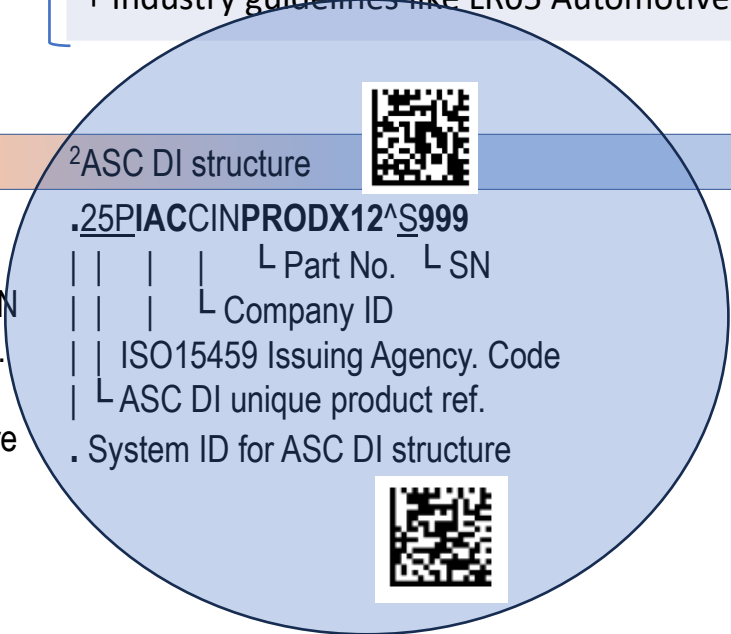 + Industry guidelines like ER05 Automotive
²ASC DI structure
.25PIACCINPRODX12^S999
| | | | └ Part No. └ SN
N
| | | └ Company ID
.
| | ISO15459 Issuing Agency. Code
| └ ASC DI unique product ref.
e
. System ID for ASC DI structure